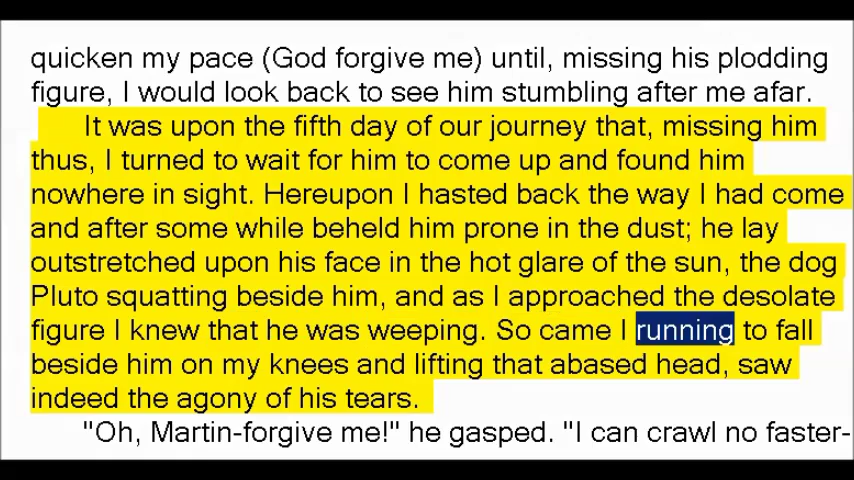 quicken my pace (God forgive me) until, missing his plodding
figure, I would look back to see him stumbling after me afar.
It was upon the fifth day of our journey that, missing him
thus, I turned to wait for him to come up and found him
nowhere in sight. Hereupon I hasted back the way I had come
and after some while beheld him prone in the dust; he lay
outstretched upon his face in the hot glare of the sun, the dog
Pluto squatting beside him, and as I approached the desolate
figure I knew that he was weeping. So came I running to fall
beside him on my knees and lifting that abased head, saw
indeed the agony of his tears.
"Oh, Martin-forgive me!" he gasped. "I can crawl no faster-